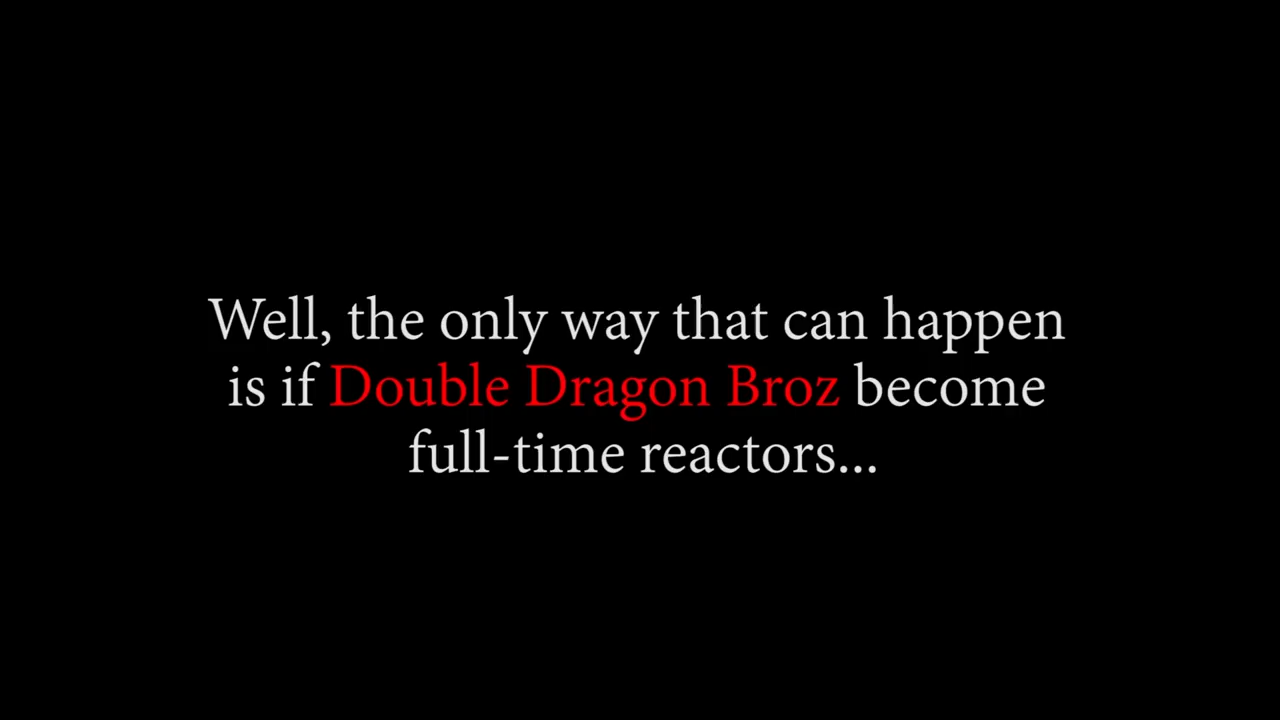 Well, the only way that can happen
is if Double Dragon Broz become
full-time reactors...